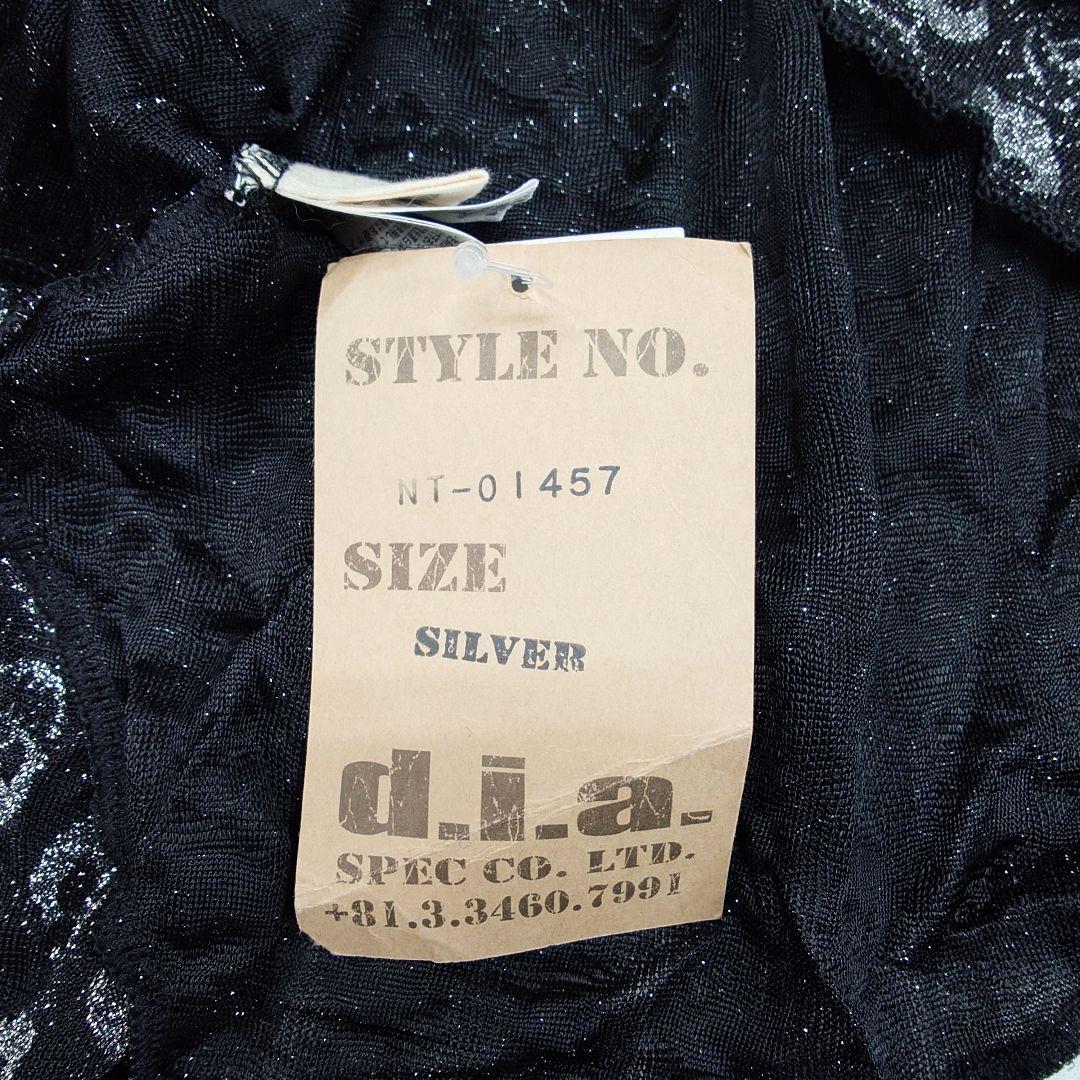 STYLE NO.
NT-01457
SIZE
SILVER
d.i.a.
SPEC CO. LTD.
+81.3.3460.7991